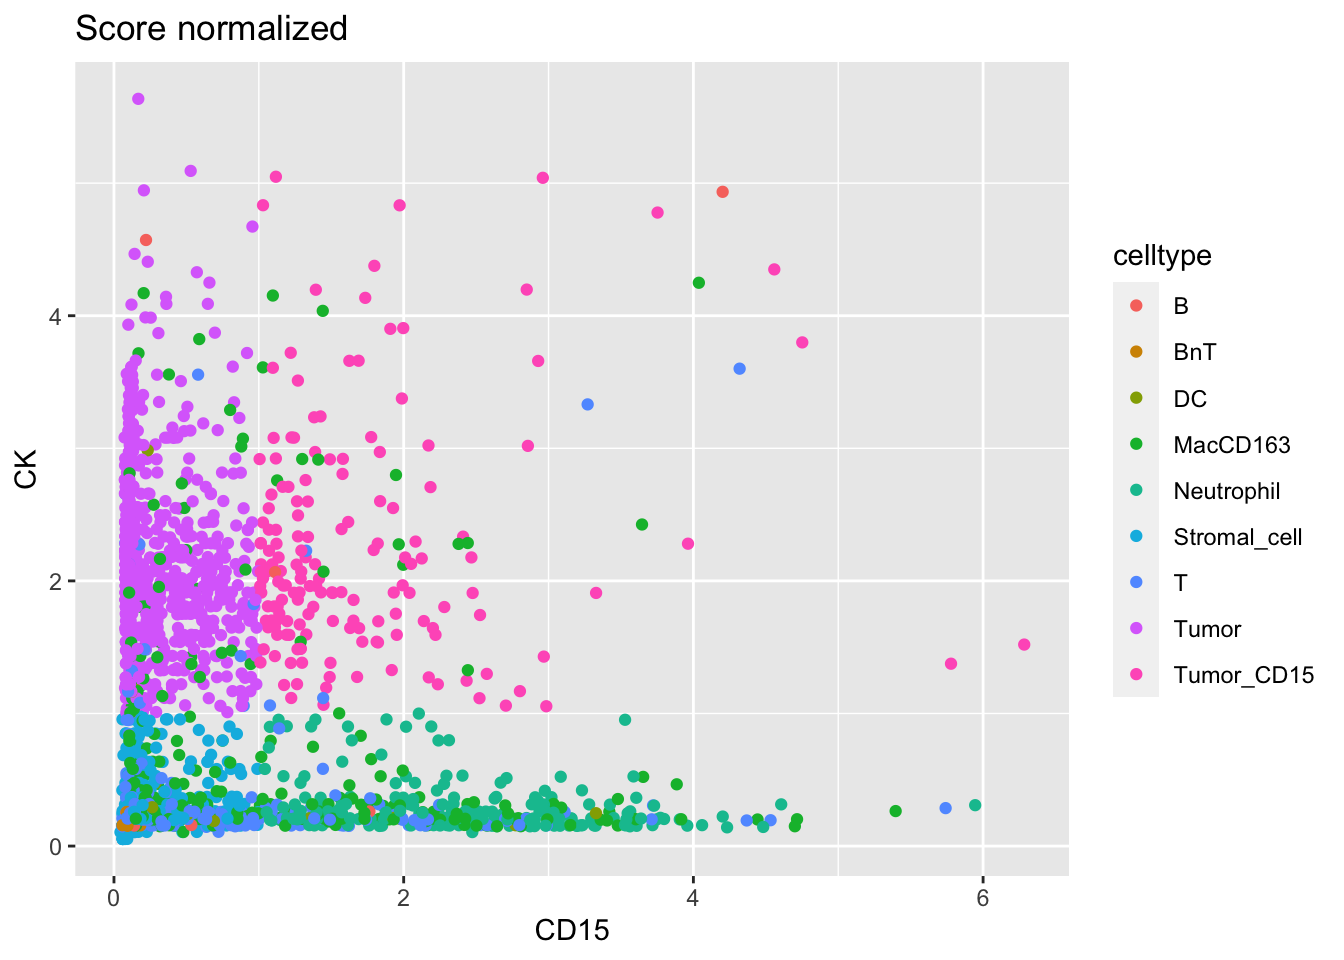 Score normalized
CK
4
2
0
0 2 4 6
CD15
celltype
B
BnT
DC
MacCD163
Neutrophil
Stromal_cell
T
Tumor
Tumor_CD15